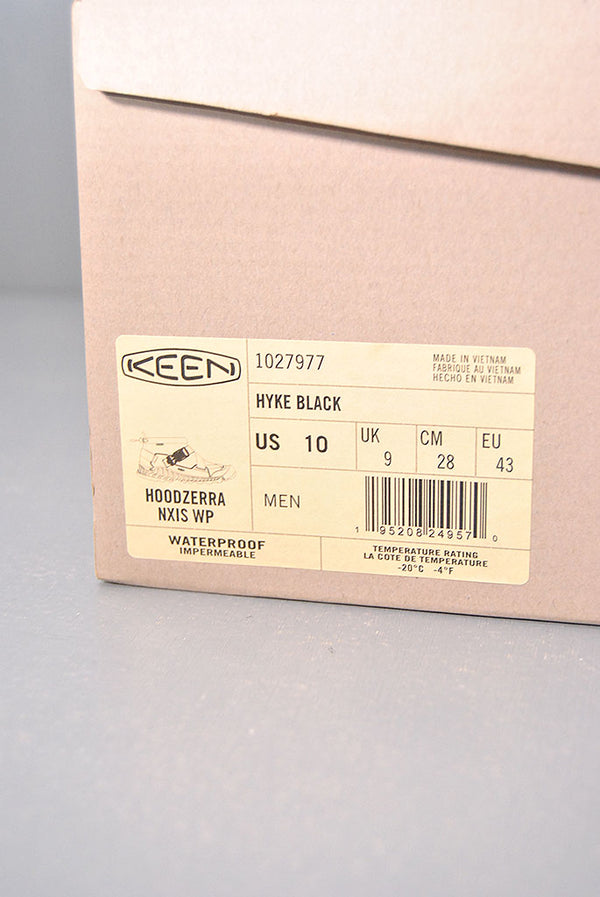 KEEN
1027977
MADE IN VIETNAM
FABRIQUE AU VIETNAM
HECHO EN VIETNAM
HYKE BLACK
US 10
UK 9
CM 28
EU 43
HOODZERRA
NXIS WP
MEN
1 95208 24957 0
WATERPROOF
IMPERMEABLE
TEMPERATURE RATING
LA COTE DE TEMPÉRATURE
-20°C -4°F